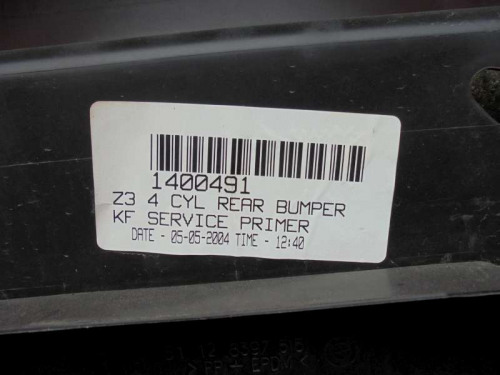 1400491
Z3 4 CYL REAR BUMPER
KF SERVICE PRIMER
DATE - 05-05-2004 TIME - 12:40